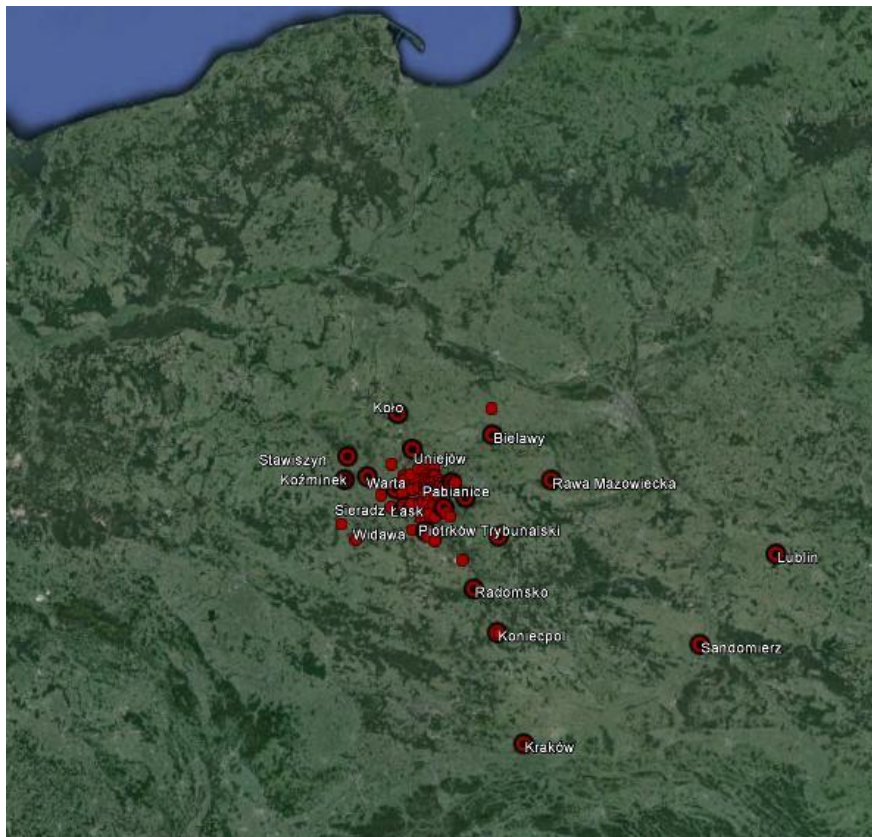 Koło
Bielawy
Uniejów
Stawiszyn
Koźminek
Warta
Pabianice
Rawa Mazowiecka
Sieradz
Łask
Widawa
Piotrków Trybunalski
Lublin
Radomsko
Koniecpol
Sandomierz
Kraków